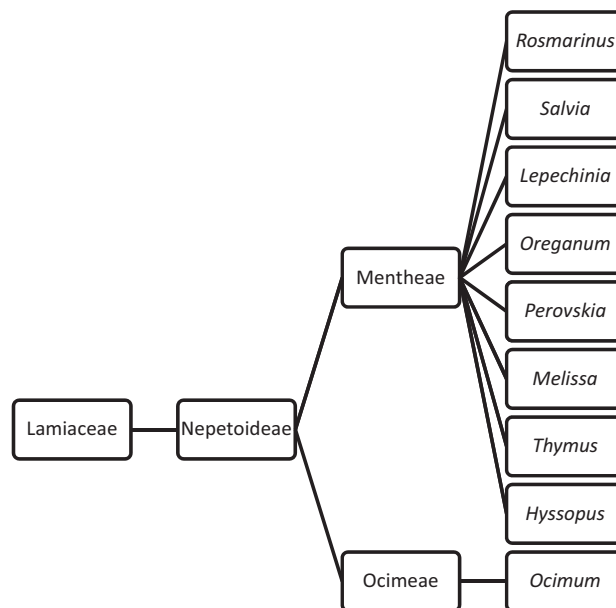 Rosmarinus
Salvia
Lepechinia
Oreganum
Mentheae
Perovskia
Melissa
Lamiaceae
Nepetoideae
Thymus
Hyssopus
Ocimeae
Ocimum